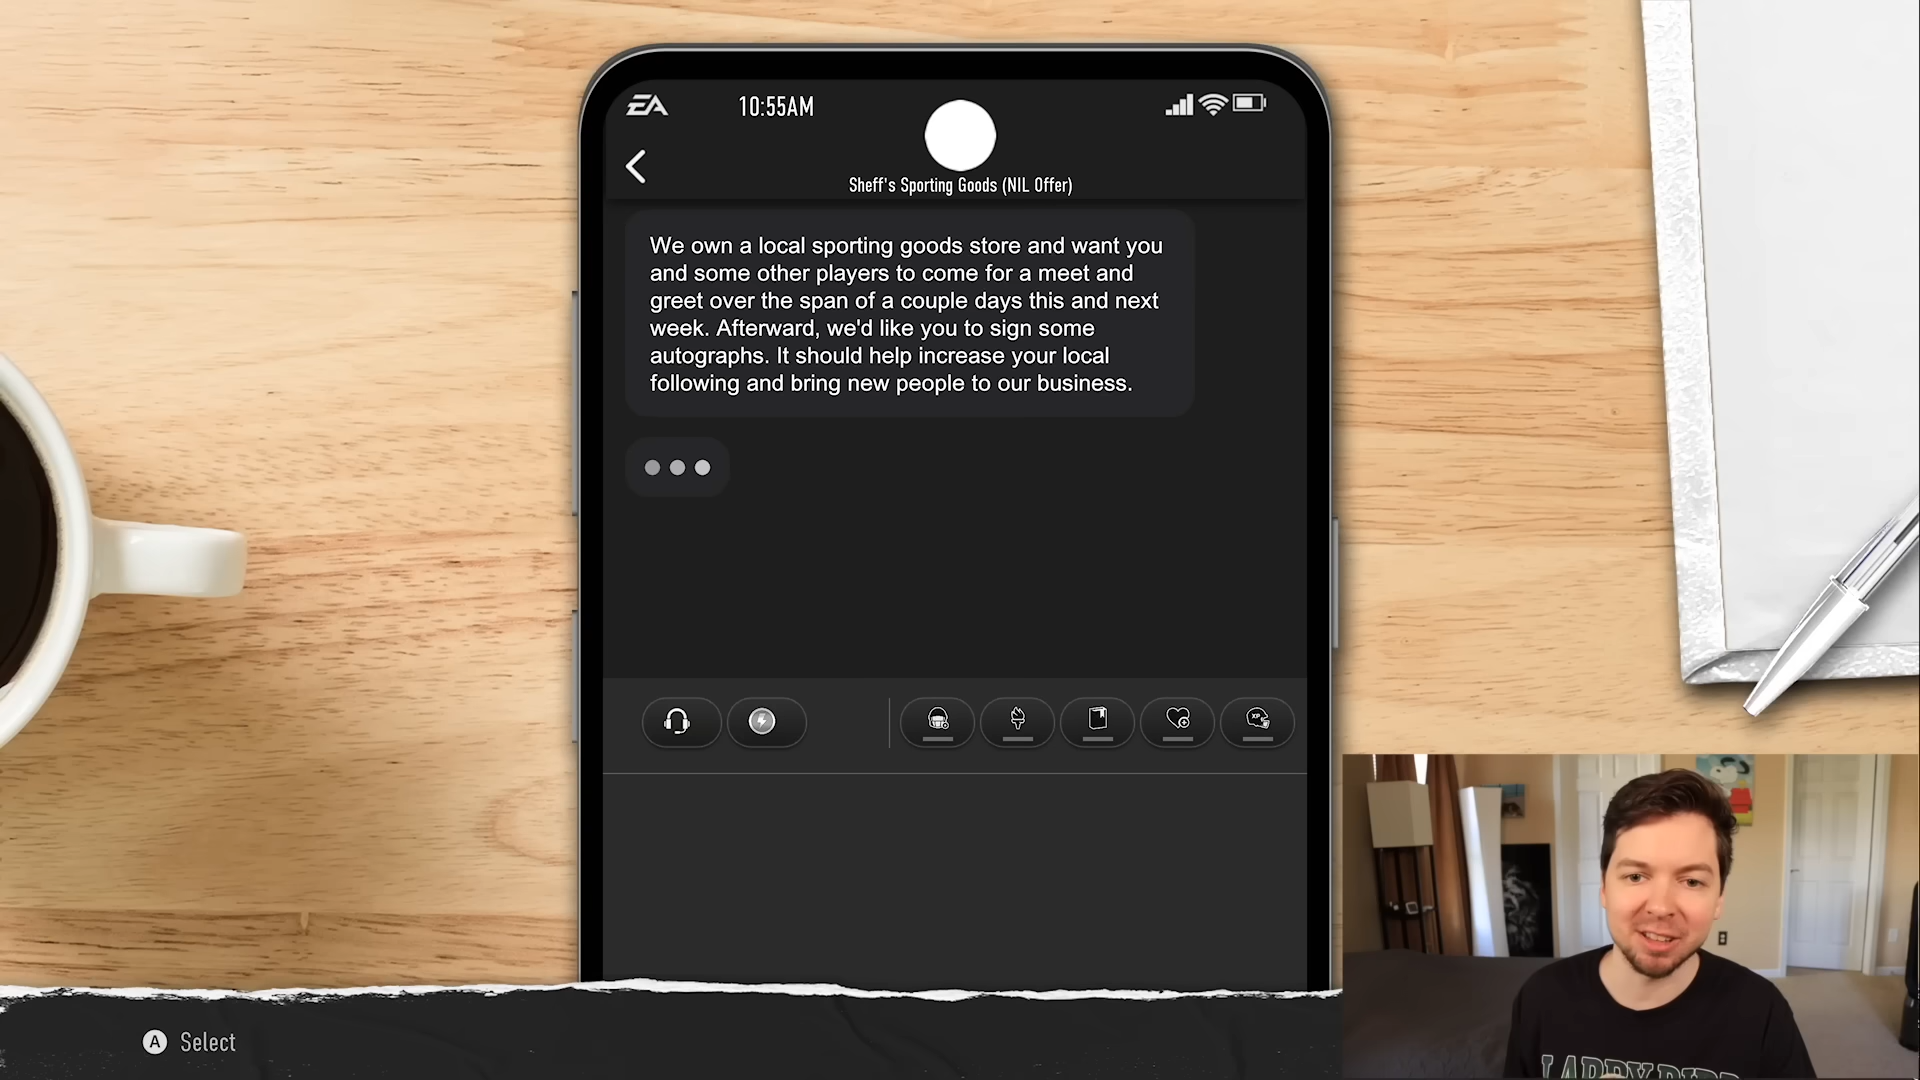 EA
10:55AM
Sheff's Sporting Goods (NIL Offer)
We own a local sporting goods store and want you
and some other players to come for a meet and
greet over the span of a couple days this and next
week. Afterward, we'd like you to sign some
autographs. It should help increase your local
following and bring new people to our business.
XP
A Select
LARRY BIRD